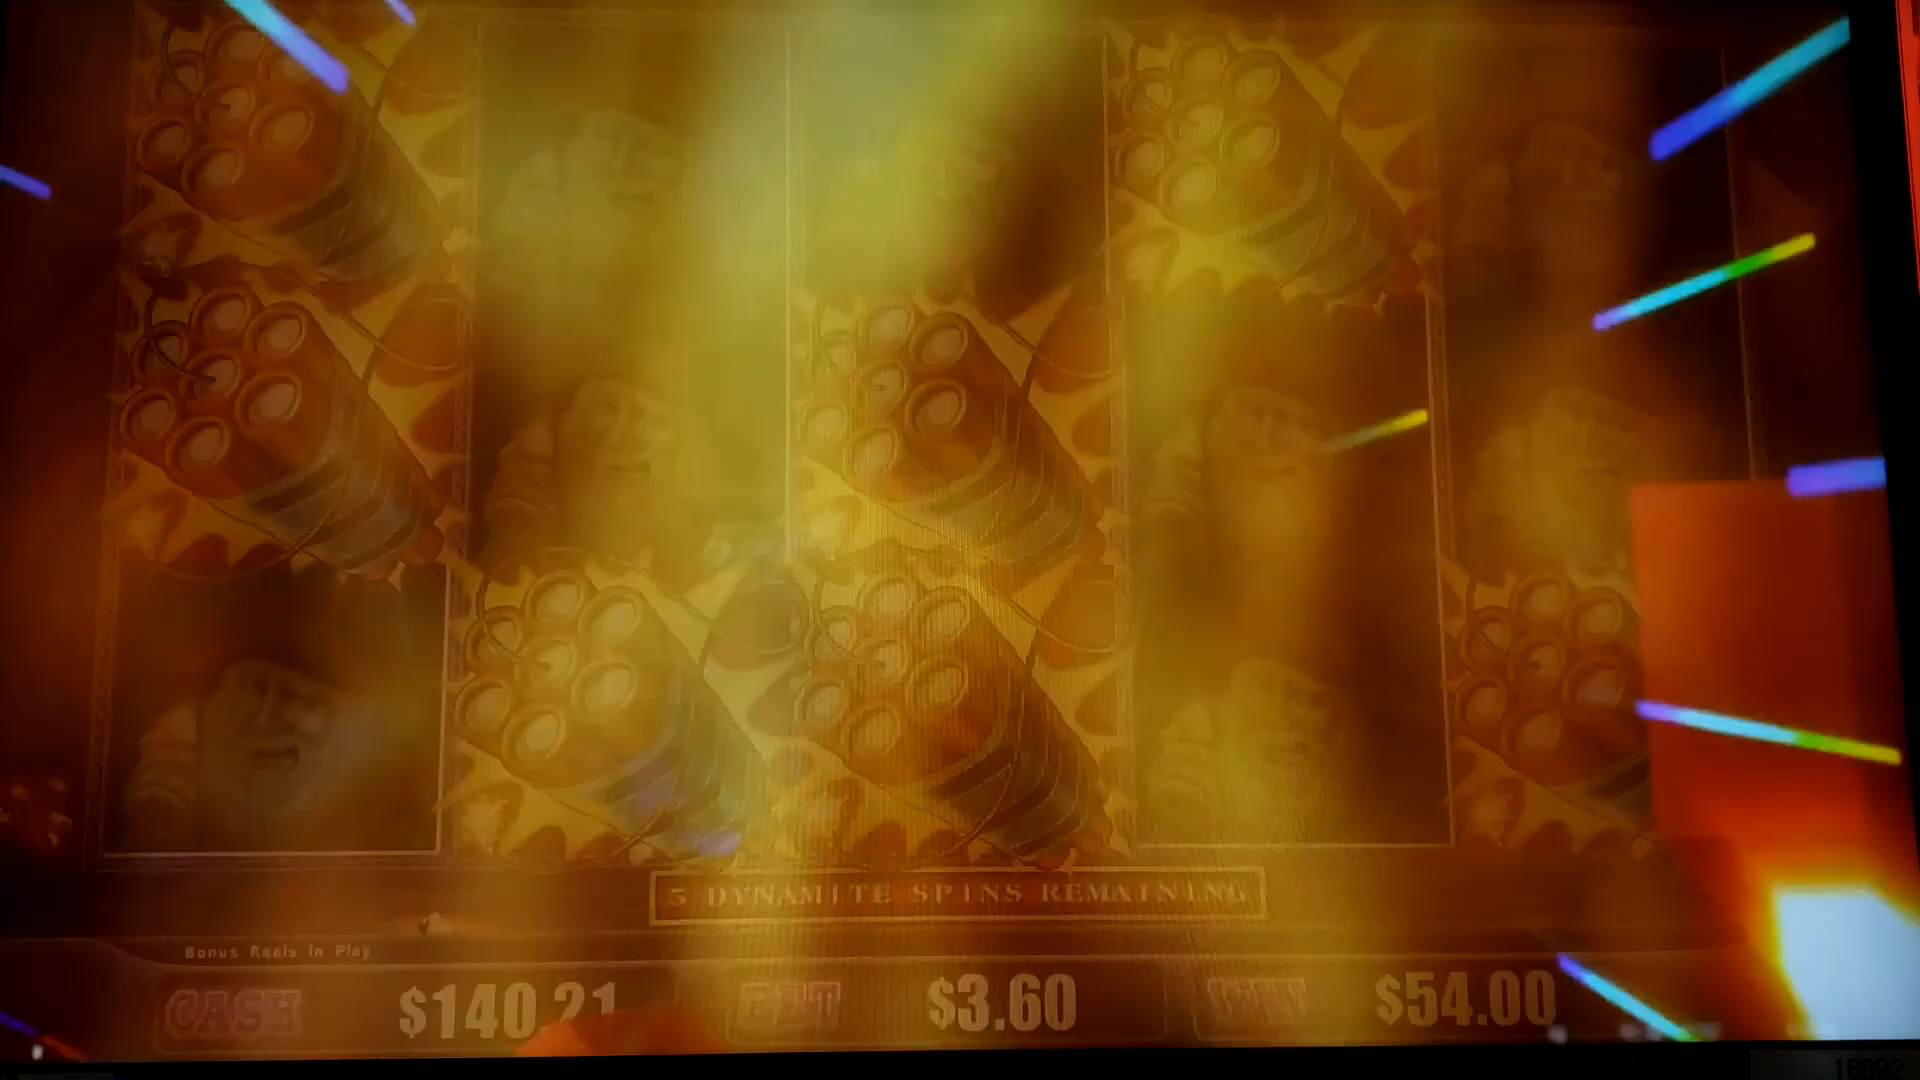 5 DYNAMITE SPINS REMAINING
Bonus Reels In Play
CASH $140.21 BET $3.60 WIN $54.00